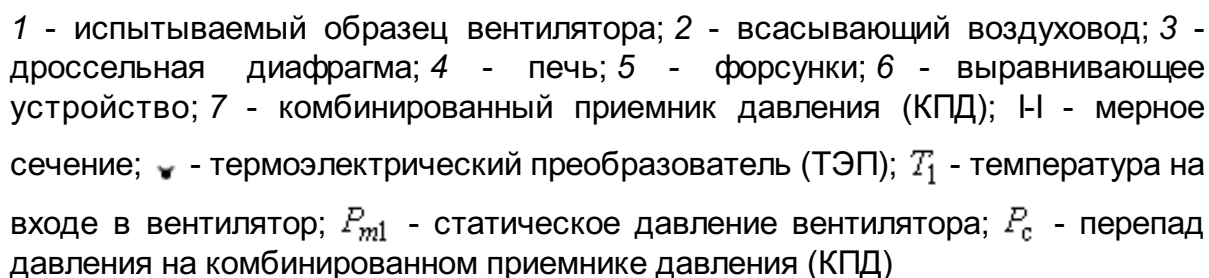 1 - испытываемый образец вентилятора; 2 - всасывающий воздуховод; 3 -
дроссельная диафрагма; 4 - печь; 5 - форсунки; 6 - выравнивающее
устройство; 7 - комбинированный приемник давления (КПД); I-I - мерное
сечение; - термоэлектрический преобразователь (ТЭП); T₁ - температура на
входе в вентилятор; Pₘ₁ - статическое давление вентилятора; P_c - перепад
давления на комбинированном приемнике давления (КПД)